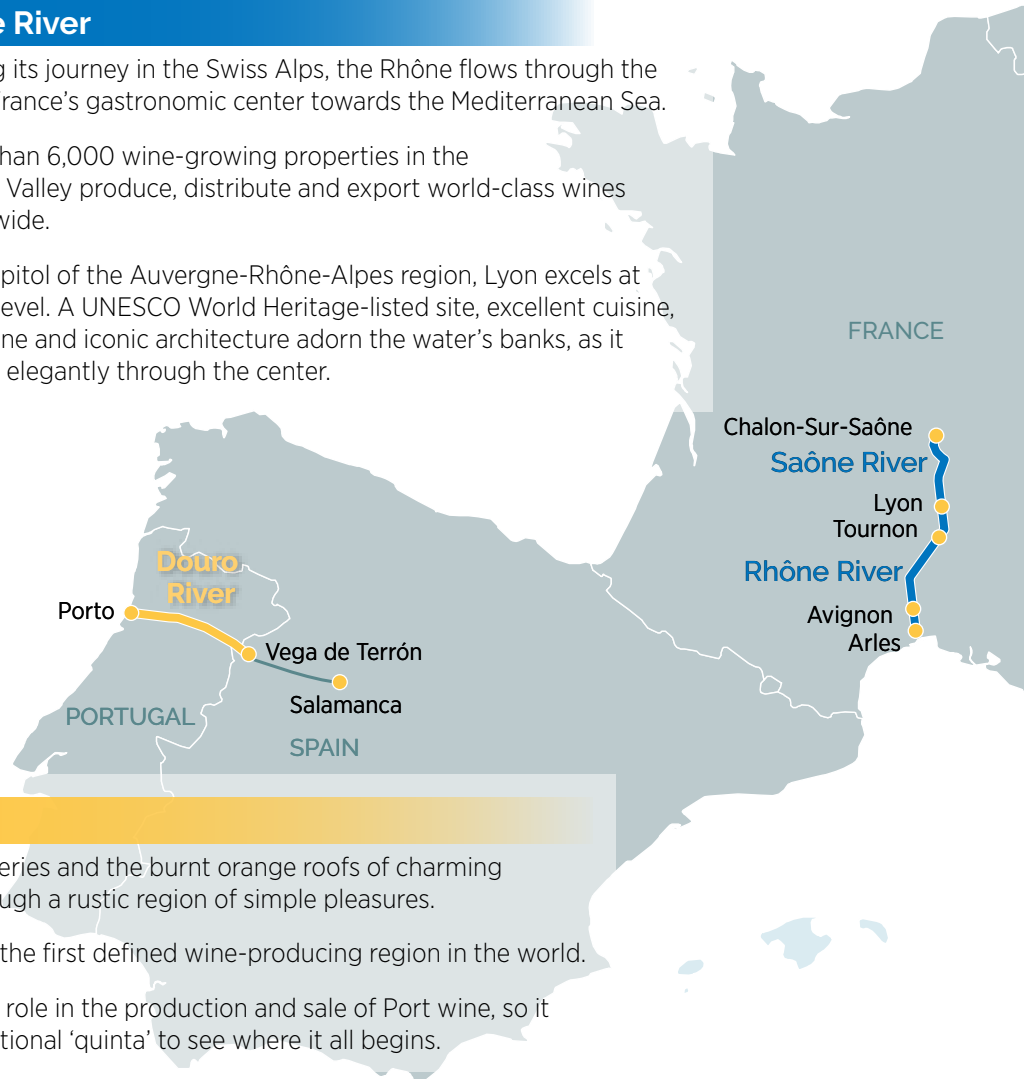 e River
g its journey in the Swiss Alps, the Rhône flows through the
France's gastronomic center towards the Mediterranean Sea.
han 6,000 wine-growing properties in the
Valley produce, distribute and export world-class wines
wide.
pitol of the Auvergne-Rhône-Alpes region, Lyon excels at
evel. A UNESCO World Heritage-listed site, excellent cuisine,
ne and iconic architecture adorn the water's banks, as it
elegantly through the center.
FRANCE
Chalon-Sur-Saône
Saône River
Lyon
Tournon
Rhône River
Avignon
Arles
Douro
River
Porto
Vega de Terrón
Salamanca
PORTUGAL
SPAIN
eries and the burnt orange roofs of charming
ugh a rustic region of simple pleasures.
the first defined wine-producing region in the world.
role in the production and sale of Port wine, so it
tional 'quinta' to see where it all begins.